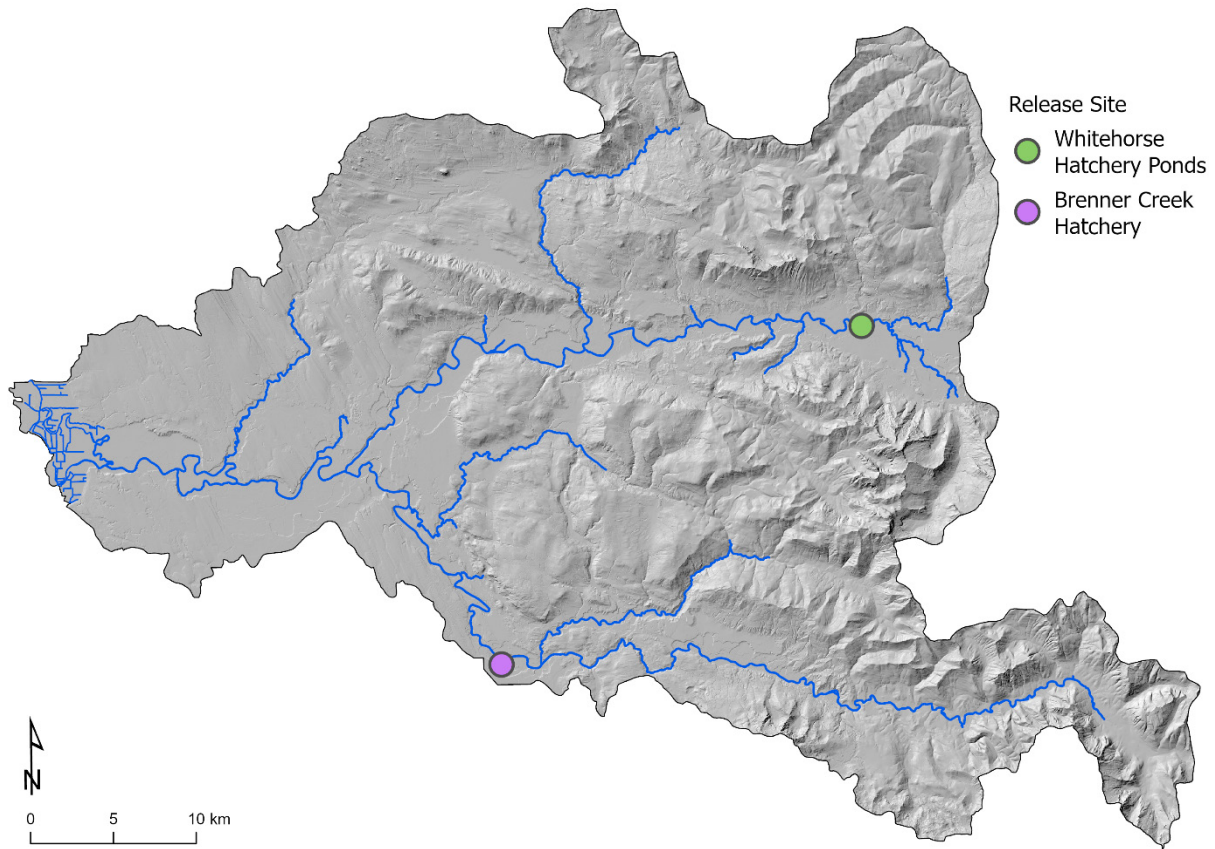 Release Site
Whitehorse
Hatchery Ponds
Brenner Creek
Hatchery
N
0 5 10 km